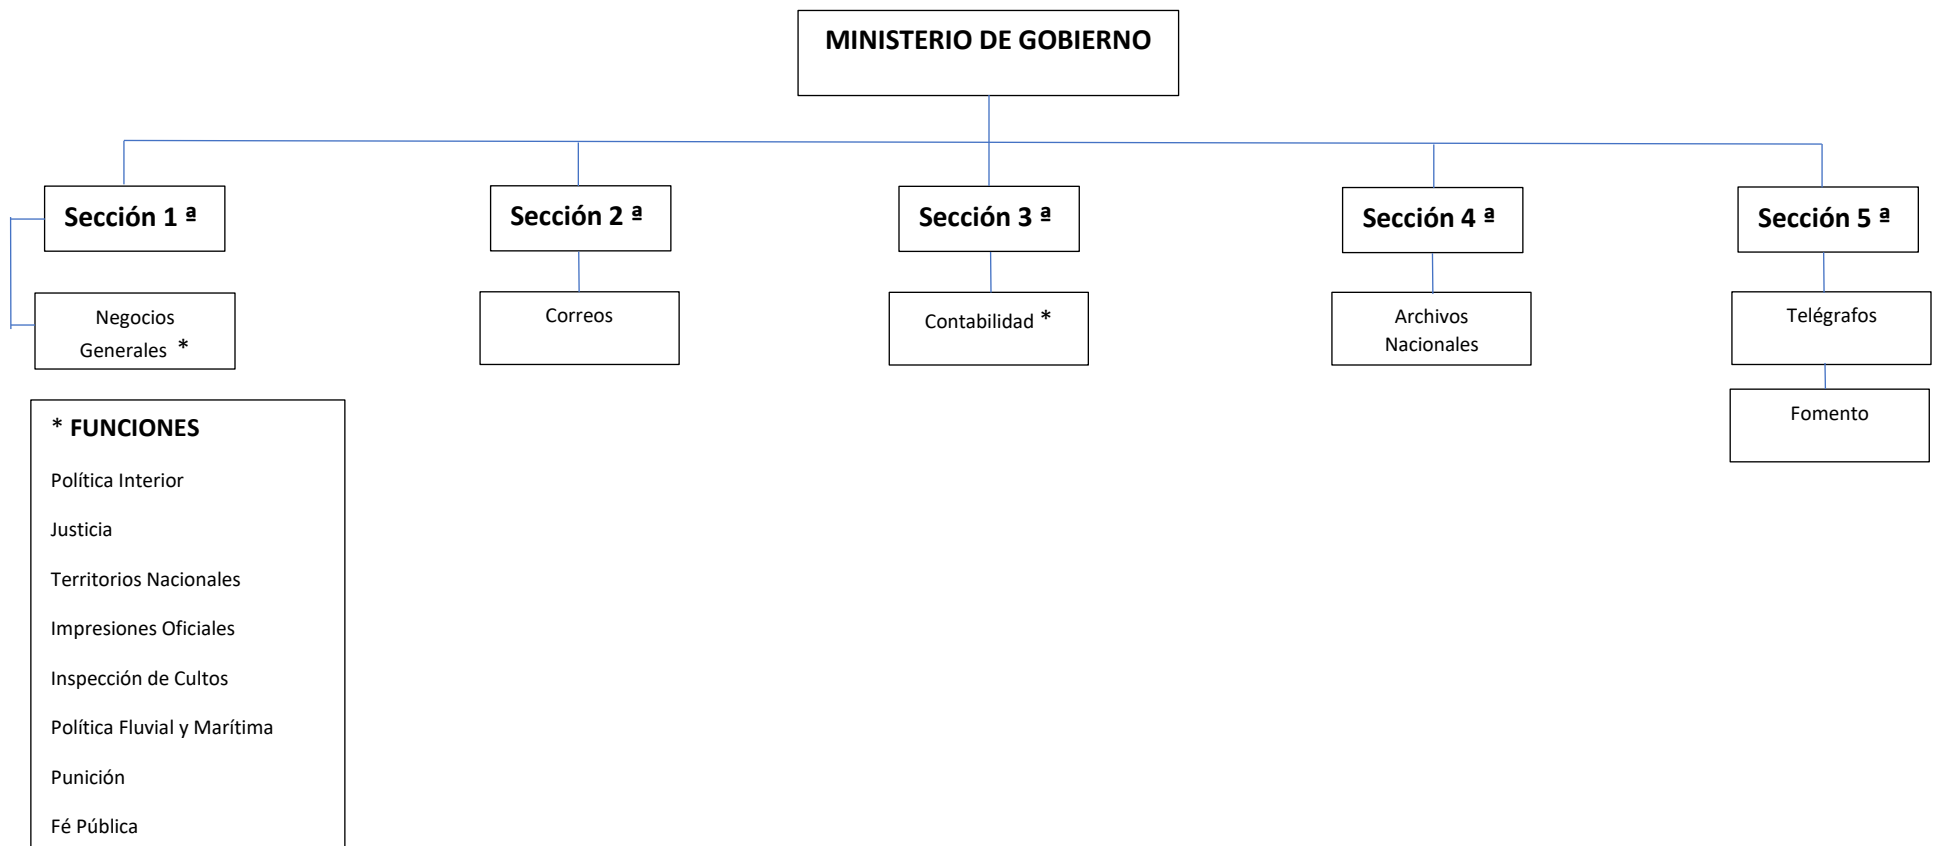 MINISTERIO DE GOBIERNO
Sección 1 ª
Sección 2 ª
Sección 3 ª
Sección 4 ª
Sección 5 ª
Negocios
Generales *
Correos
Contabilidad *
Archivos
Nacionales
Telégrafos
Fomento
* FUNCIONES
Política Interior
Justicia
Territorios Nacionales
Impresiones Oficiales
Inspección de Cultos
Política Fluvial y Marítima
Punición
Fé Pública